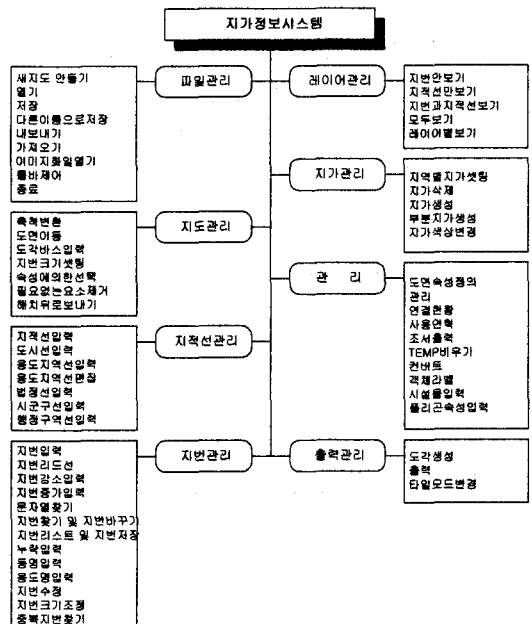 지가정보시스템
파일관리
새지도 만들기
열기
저장
다른이름으로저장
내보내기
가져오기
이미지화일열기
툴바제어
종료
지도관리
축척변환
도면이동
도각바스입력
지번크기셋팅
속성에의한선택
필요없는요소제거
해치뒤로보내기
지적선관리
지적선입력
도시선입력
용도지역선입력
용도지역선편집
법정선입력
시군구선입력
행정구역선입력
지번관리
지번입력
지번리드선
지번감소입력
지번증가입력
문자열찾기
지번찾기 및 지번바꾸기
지번리스트 및 지번저장
누락입력
동명입력
용도명입력
지번수정
지번크기조정
중복지번찾기
레이어관리
지번만보기
지적선만보기
지번과지적선보기
모두보기
레이어별보기
지가관리
지역별지가셋팅
지가삭제
지가생성
부분지가생성
지가색상변경
관 리
도면속성정의
관리
연결현황
사용연혁
조서출력
TEMP비우기
컨버트
객체라벨
시설물입력
폴리곤속성입력
출력관리
도각생성
출력
타일모드변경